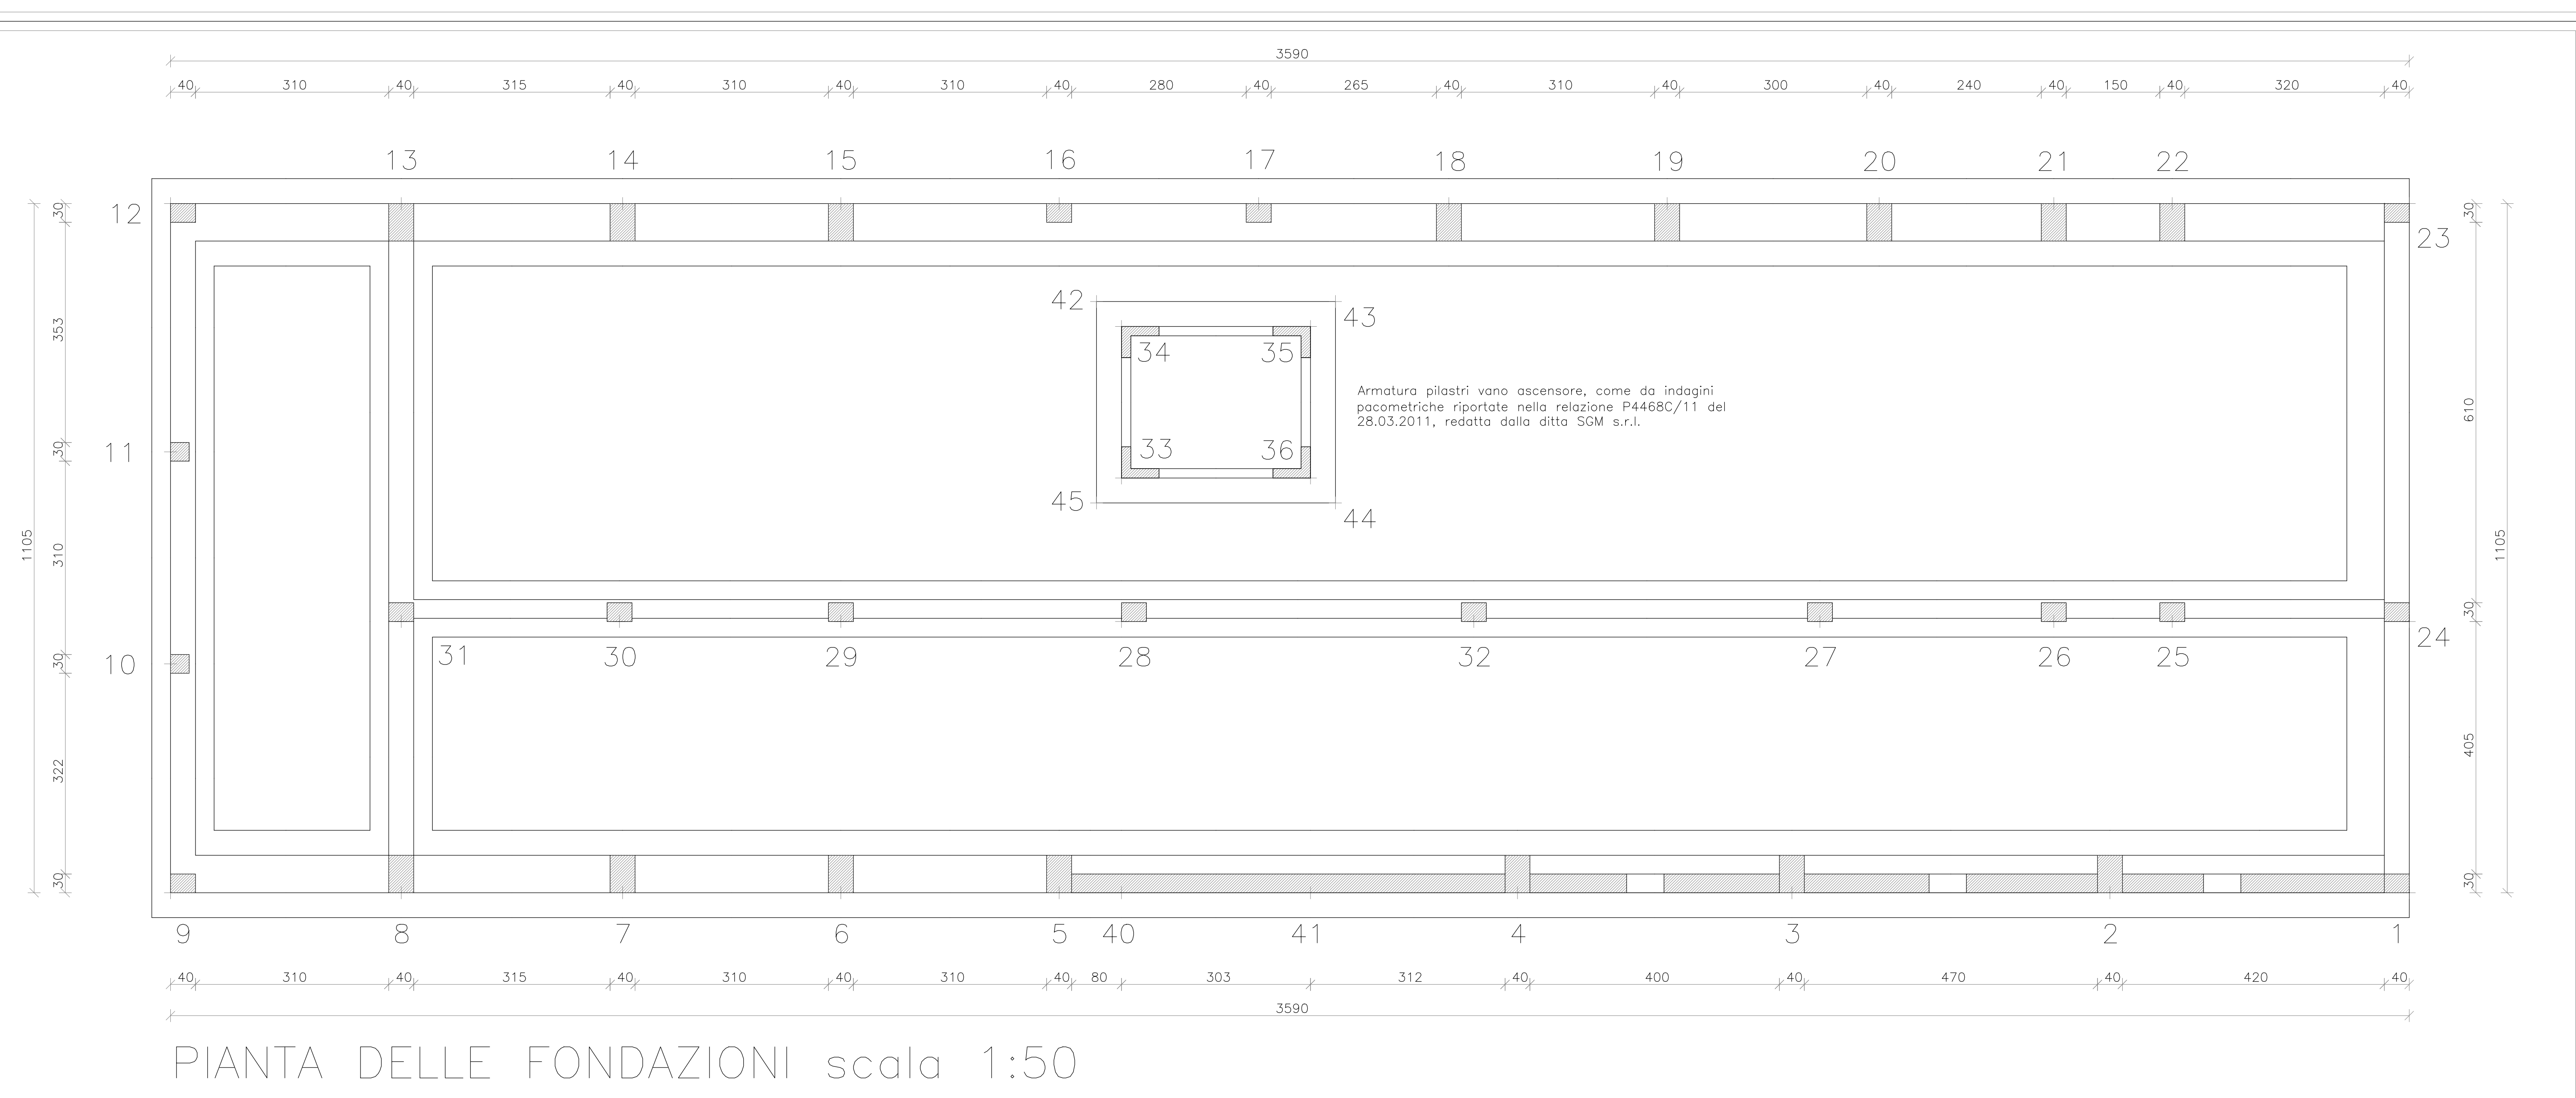 3590
40 310 40 315 40 310 40 310 40 280 40 265 40 310 40 300 40 240 40 150 40 320 40
13 14 15 16 17 18 19 20 21 22
12
23
30 353 30 310 30 322 30
1105
30 610 30 405 30
1105
42
43
34 35
Armatura pilastri vano ascensore, come da indagini
pacometriche riportate nella relazione P4468C/11 del
28.03.2011, redatta dalla ditta SGM s.r.l.
11
33 36
45
44
24
10
31 30 29 28 32 27 26 25
9 8 7 6 5 40 41 4 3 2 1
40 310 40 315 40 310 40 310 40 80 303 312 40 400 40 470 40 420 40
3590
PIANTA DELLE FONDAZIONI scala 1:50